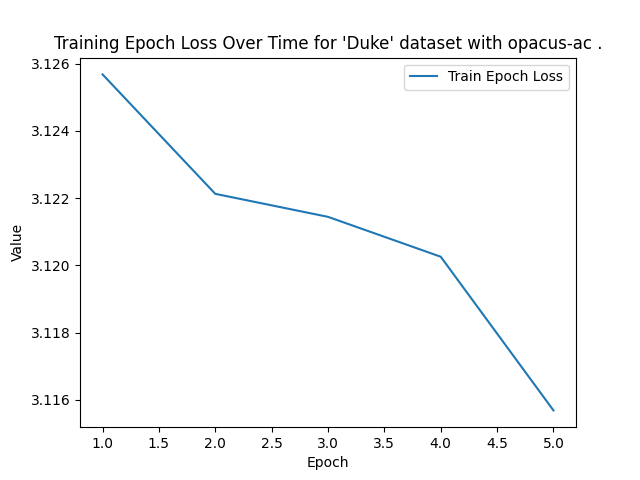 Training Epoch Loss Over Time for 'Duke' dataset with opacus-ac .
Train Epoch Loss
3.126
3.124
3.122
3.120
3.118
3.116
Value
1.0 1.5 2.0 2.5 3.0 3.5 4.0 4.5 5.0
Epoch